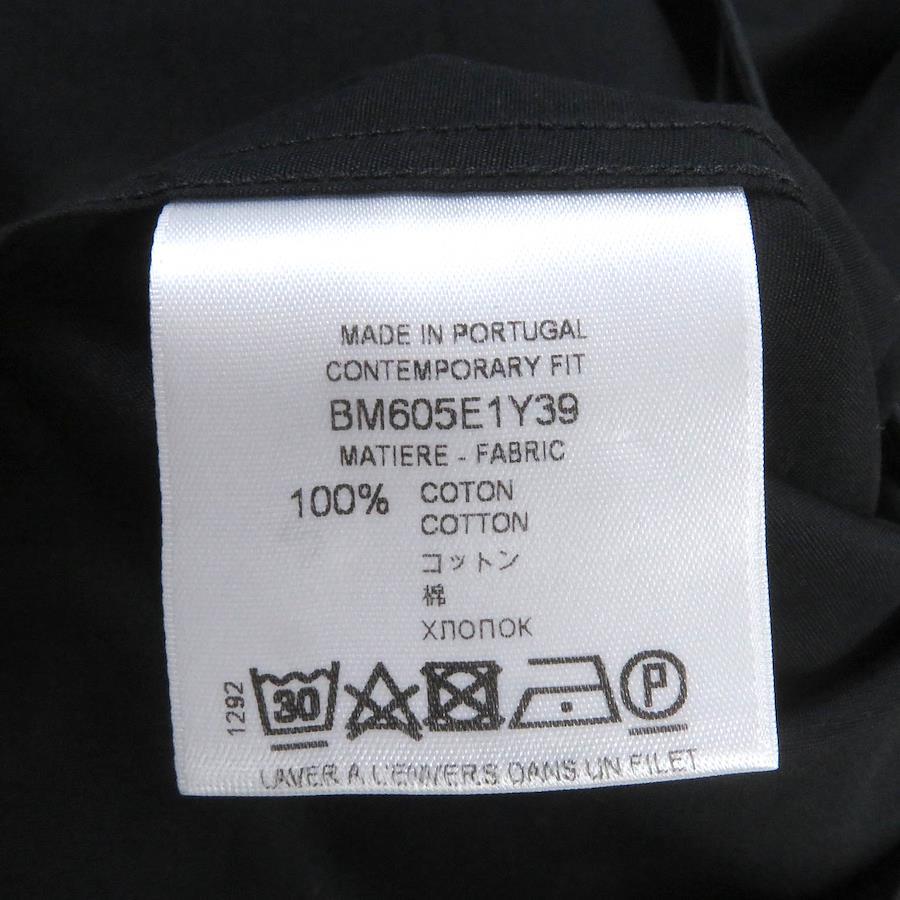 MADE IN PORTUGAL
CONTEMPORARY FIT
BM605E1Y39
MATIERE - FABRIC
100% COTON
COTTON
コットン
棉
ХЛОПОК
1292
30
P
LAVER A L'ENVERS DANS UN FILET